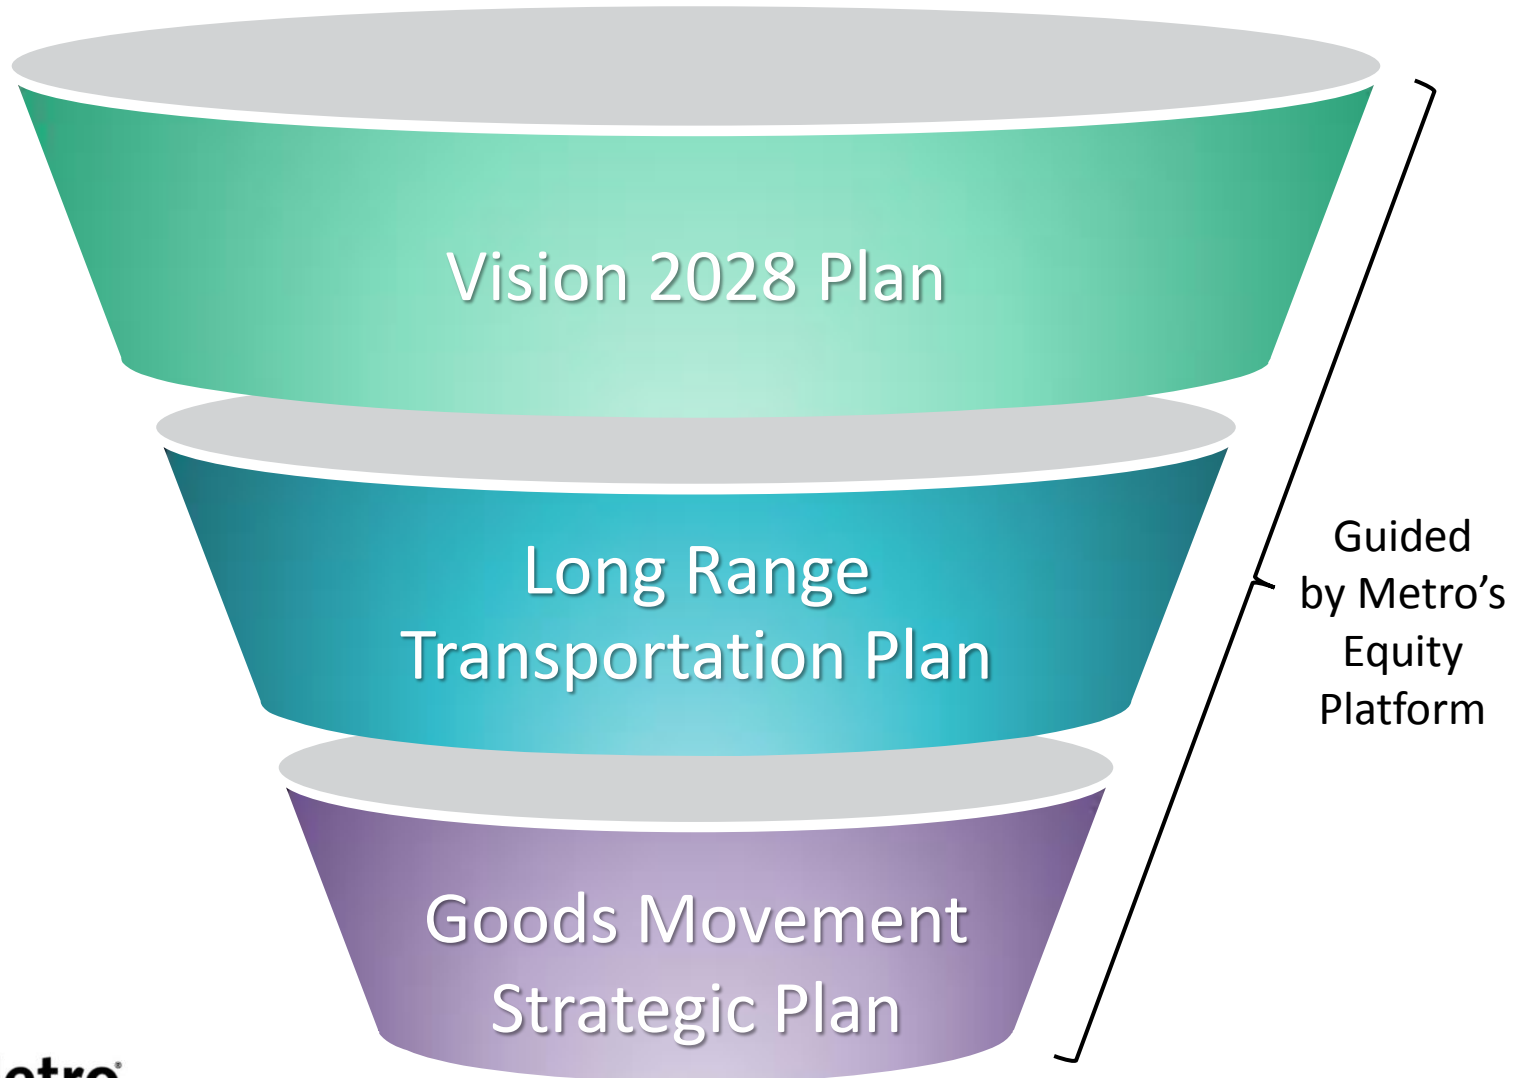 Vision 2028 Plan
Long Range
Transportation Plan
Guided
by Metro’s
Equity
Platform
Goods Movement
Strategic Plan